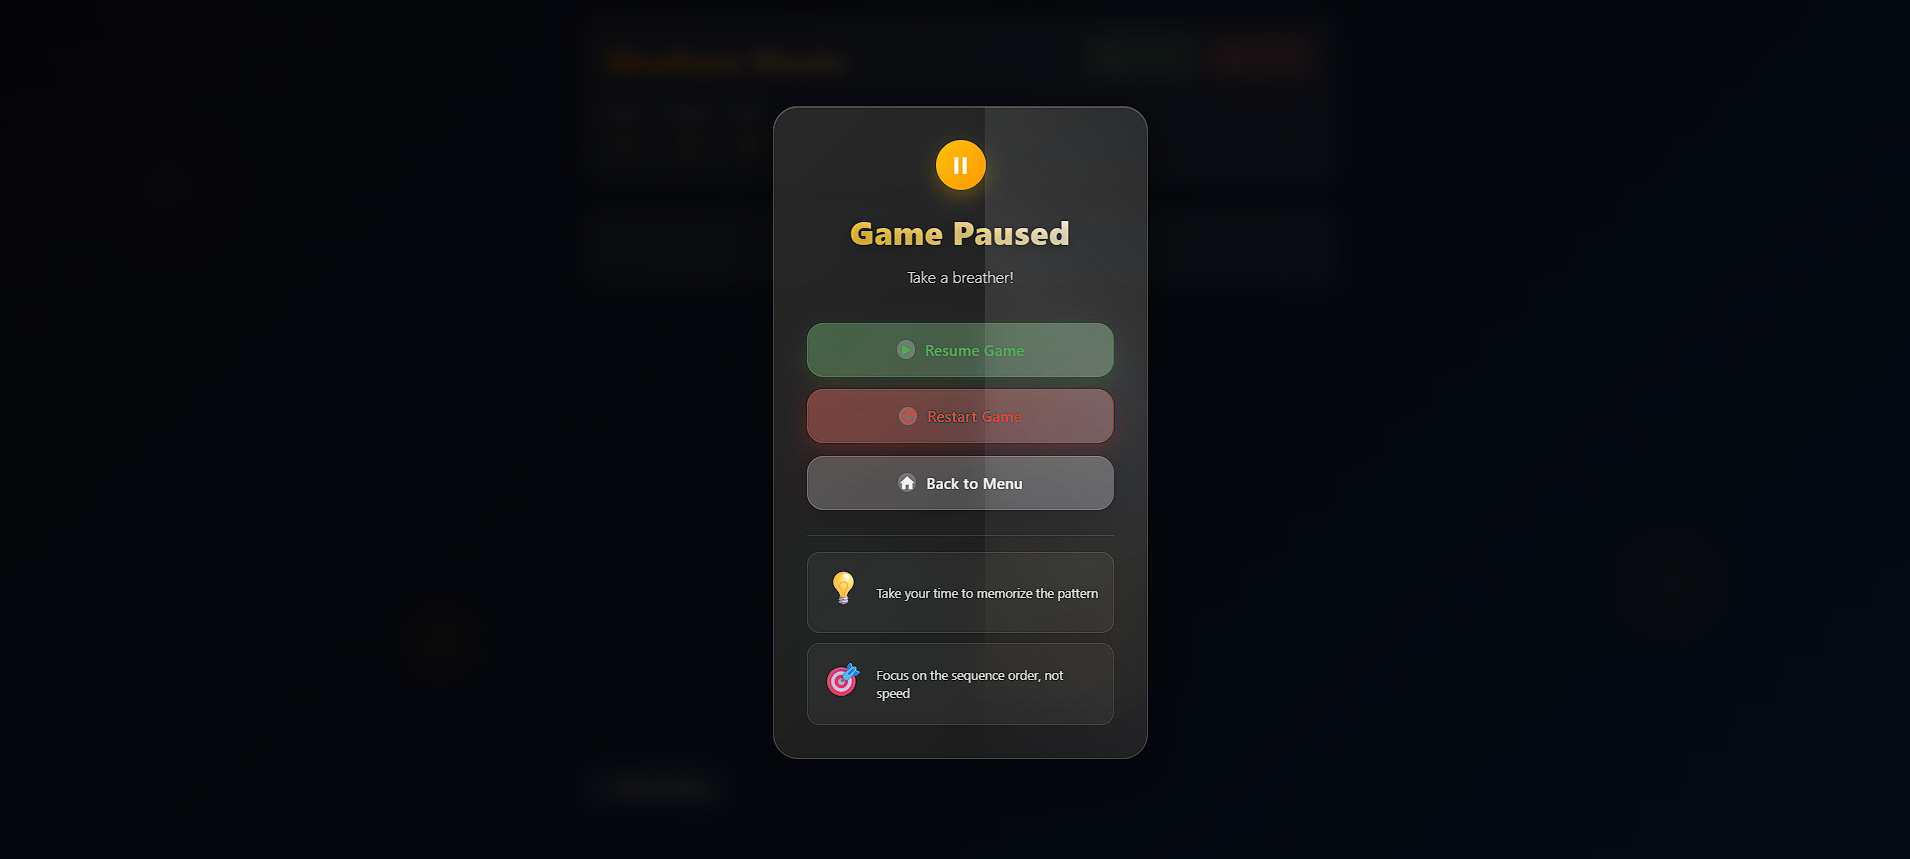 Game Paused
Take a breather!
Resume Game
Restart Game
Back to Menu
Take your time to memorize the pattern
Focus on the sequence order, not
speed